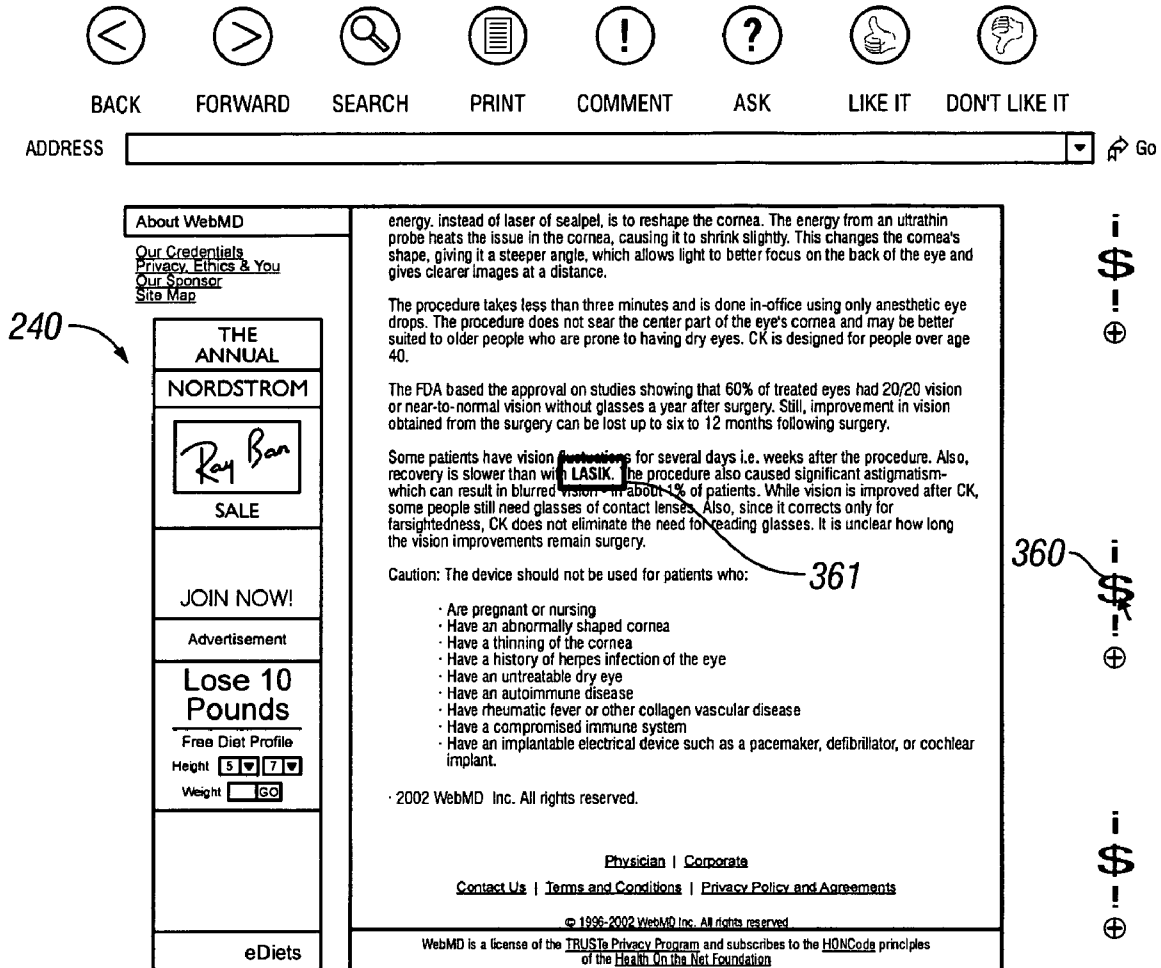 BACK FORWARD SEARCH PRINT COMMENT ASK LIKE IT DON'T LIKE IT
ADDRESS Go
About WebMD
Our Credentials
Privacy, Ethics & You
Our Sponsor
Site Map
240
THE
ANNUAL
NORDSTROM
Ray Ban
SALE
JOIN NOW!
Advertisement
Lose 10
Pounds
Free Diet Profile
Height 5 7
Weight GO
eDiets
energy. instead of laser of sealpel, is to reshape the cornea. The energy from an ultrathin
probe heats the issue in the cornea, causing it to shrink slightly. This changes the cornea's
shape, giving it a steeper angle, which allows light to better focus on the back of the eye and
gives clearer images at a distance.
The procedure takes less than three minutes and is done in-office using only anesthetic eye
drops. The procedure does not sear the center part of the eye's cornea and may be better
suited to older people who are prone to having dry eyes. CK is designed for people over age
40.
The FDA based the approval on studies showing that 60% of treated eyes had 20/20 vision
or near-to-normal vision without glasses a year after surgery. Still, improvement in vision
obtained from the surgery can be lost up to six to 12 months following surgery.
Some patients have vision for several days i.e. weeks after the procedure. Also,
recovery is slower than with LASIK. The procedure also caused significant astigmatism-
which can result in blurred vision - in about 1% of patients. While vision is improved after CK,
some people still need glasses of contact lenses. Also, since it corrects only for
farsightedness, CK does not eliminate the need for reading glasses. It is unclear how long
the vision improvements remain surgery.
361
Caution: The device should not be used for patients who:
· Are pregnant or nursing
· Have an abnormally shaped cornea
· Have a thinning of the cornea
· Have a history of herpes infection of the eye
· Have an untreatable dry eye
· Have an autoimmune disease
· Have rheumatic fever or other collagen vascular disease
· Have a compromised immune system
· Have an implantable electrical device such as a pacemaker, defibrillator, or cochlear
implant.
· 2002 WebMD Inc. All rights reserved.
Physician | Corporate
Contact Us | Terms and Conditions | Privacy Policy and Agreements
© 1996-2002 WebMD Inc. All rights reserved
WebMD is a license of the TRUSTe Privacy Program and subscribes to the HONCode principles
of the Health On the Net Foundation
i
$
!
360
i
$
!
i
$
!